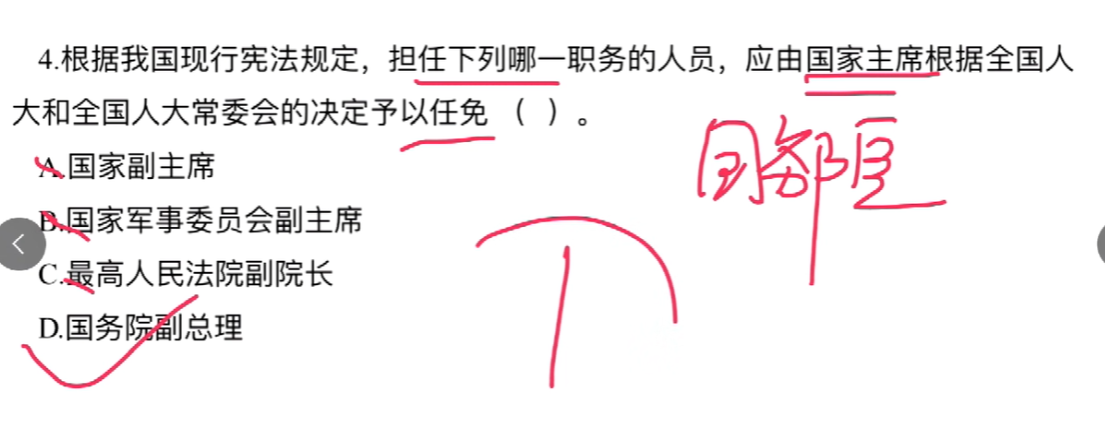 4.根据我国现行宪法规定，担任下列哪一职务的人员，应由国家主席根据全国人
大和全国人大常委会的决定予以任免（ ）。
A.国家副主席
B.国家军事委员会副主席
C.最高人民法院副院长
D.国务院副总理